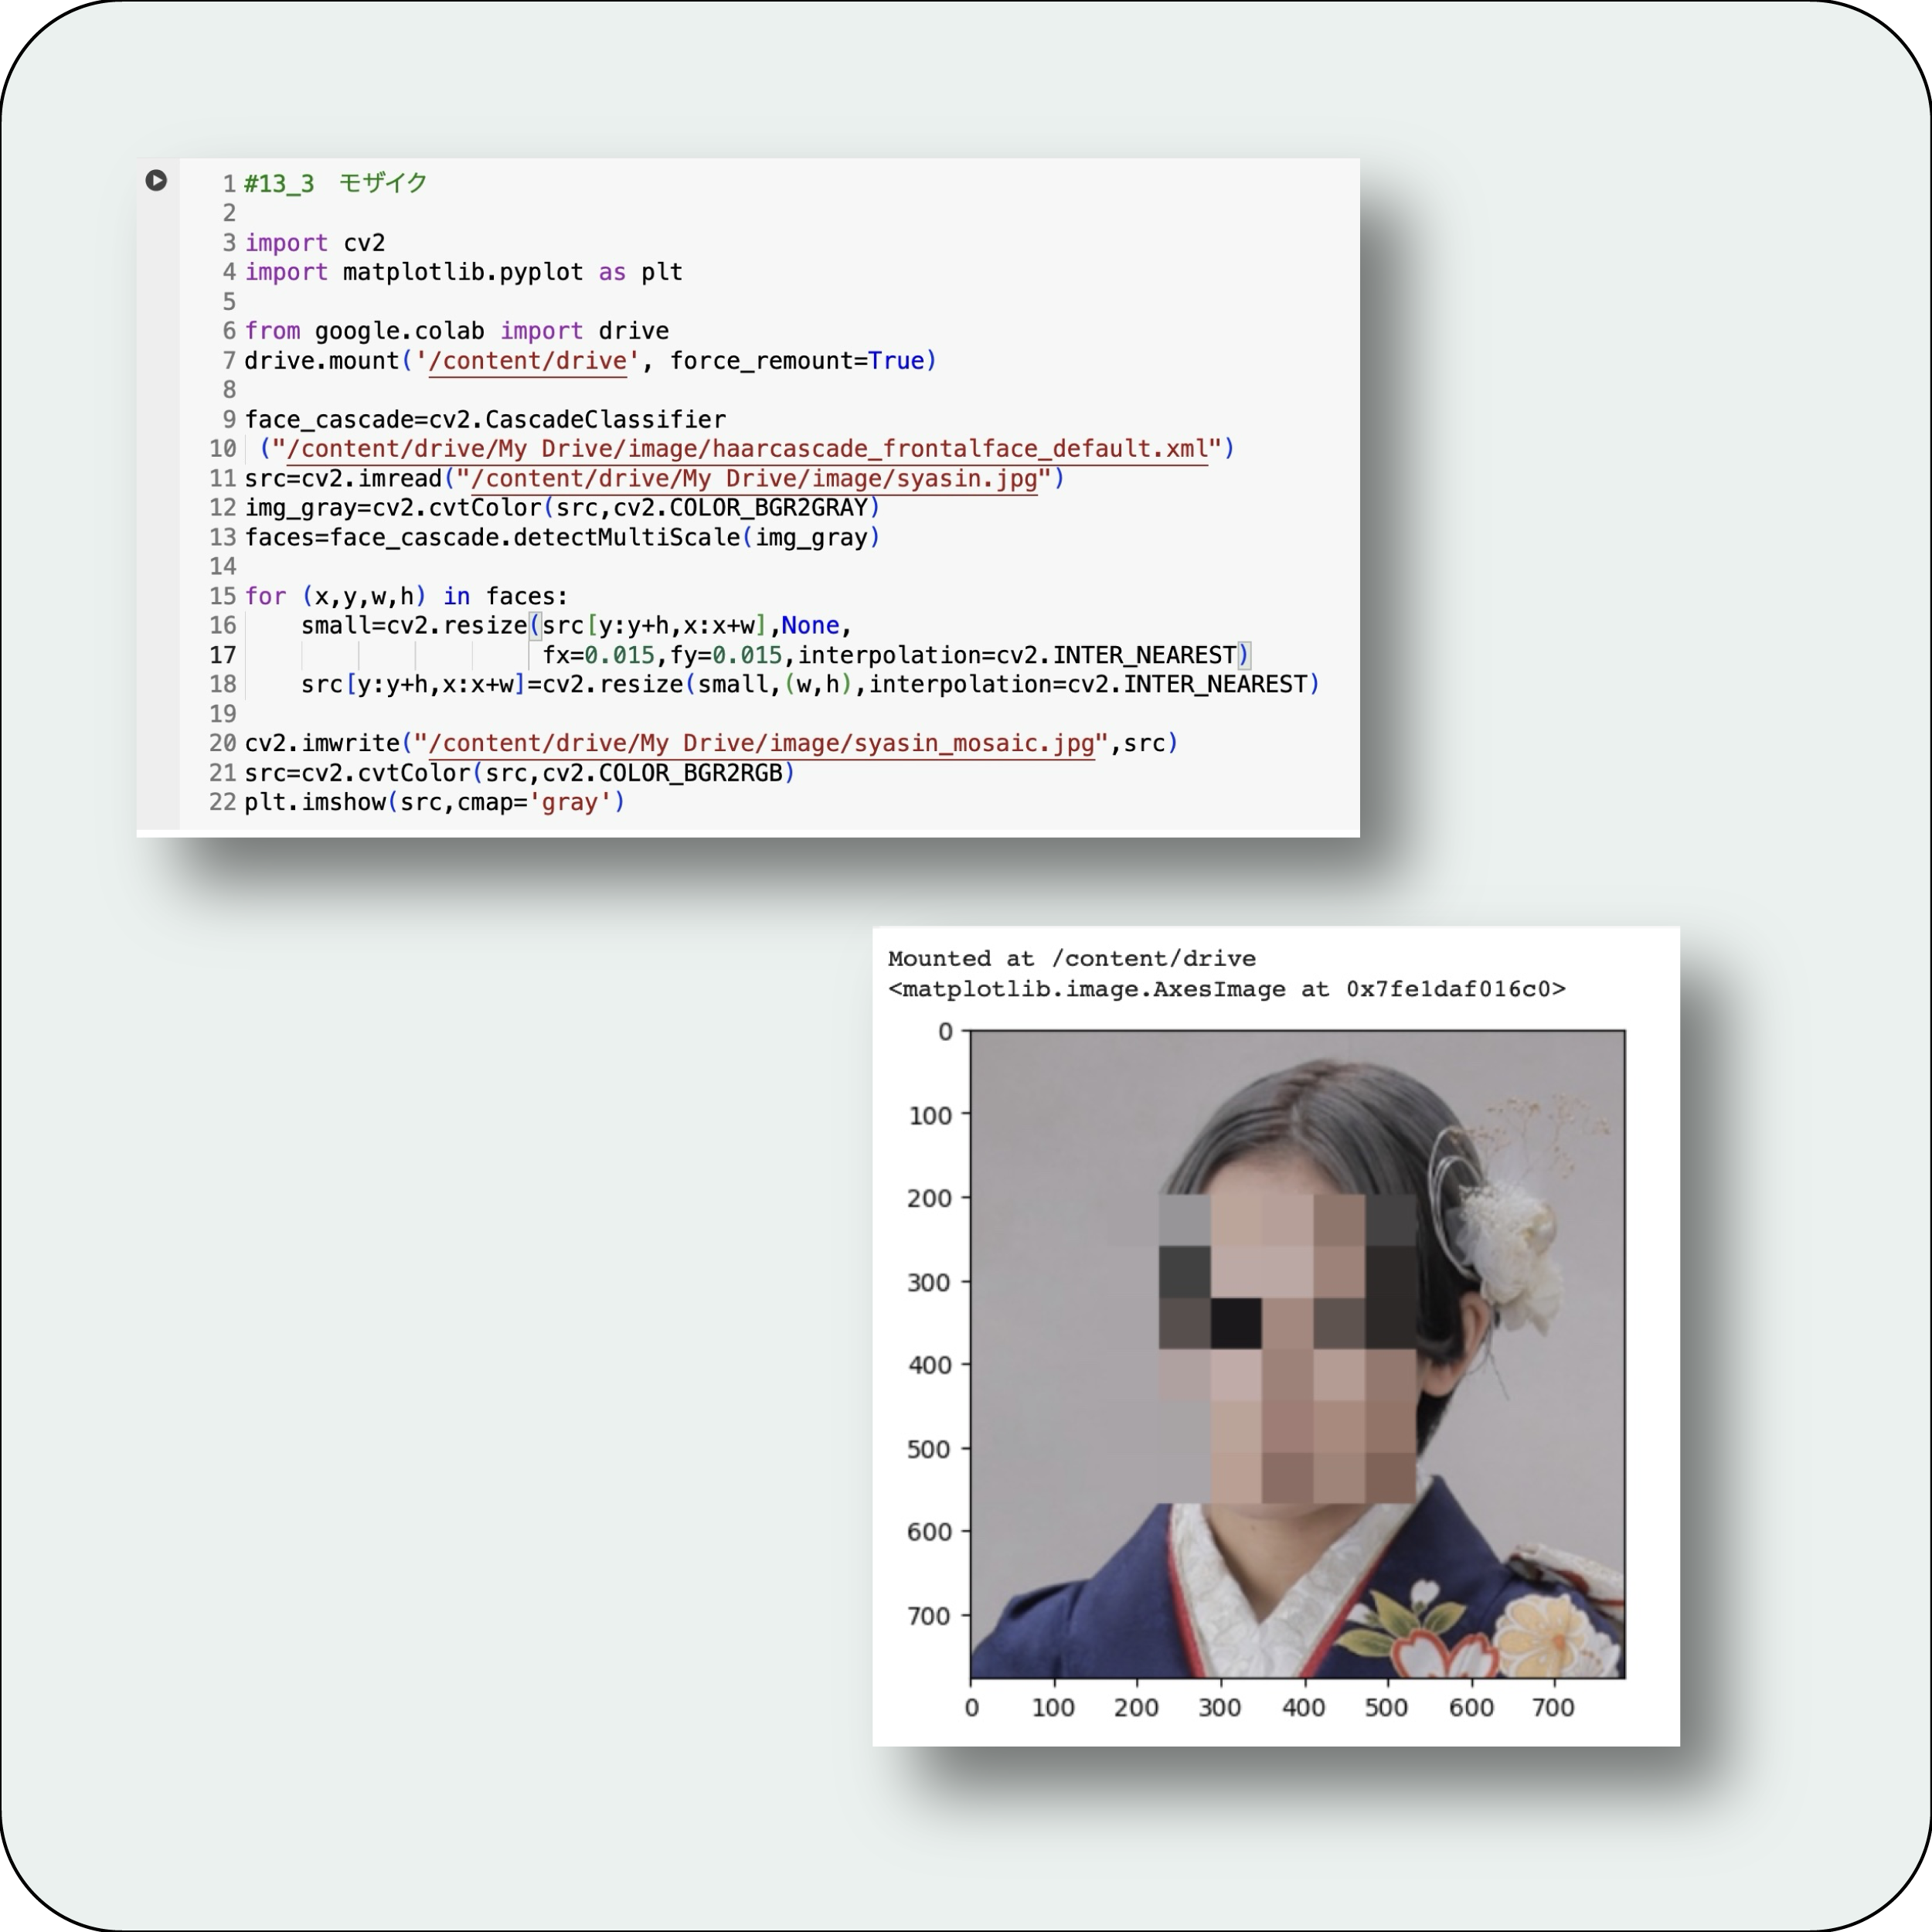 1 #13_3 モザイク
2
3 import cv2
4 import matplotlib.pyplot as plt
5
6 from google.colab import drive
7 drive.mount('/content/drive', force_remount=True)
8
9 face_cascade=cv2.CascadeClassifier
10 ("/content/drive/My Drive/image/haarcascade_frontalface_default.xml")
11 src=cv2.imread("/content/drive/My Drive/image/syasin.jpg")
12 img_gray=cv2.cvtColor(src,cv2.COLOR_BGR2GRAY)
13 faces=face_cascade.detectMultiScale(img_gray)
14
15 for (x,y,w,h) in faces:
16     small=cv2.resize(src[y:y+h,x:x+w],None,
17                      fx=0.015,fy=0.015,interpolation=cv2.INTER_NEAREST)
18     src[y:y+h,x:x+w]=cv2.resize(small,(w,h),interpolation=cv2.INTER_NEAREST)
19
20 cv2.imwrite("/content/drive/My Drive/image/syasin_mosaic.jpg",src)
21 src=cv2.cvtColor(src,cv2.COLOR_BGR2RGB)
22 plt.imshow(src,cmap='gray')
Mounted at /content/drive
<matplotlib.image.AxesImage at 0x7fe1daf016c0>
0
100
200
300
400
500
600
700
0 100 200 300 400 500 600 700